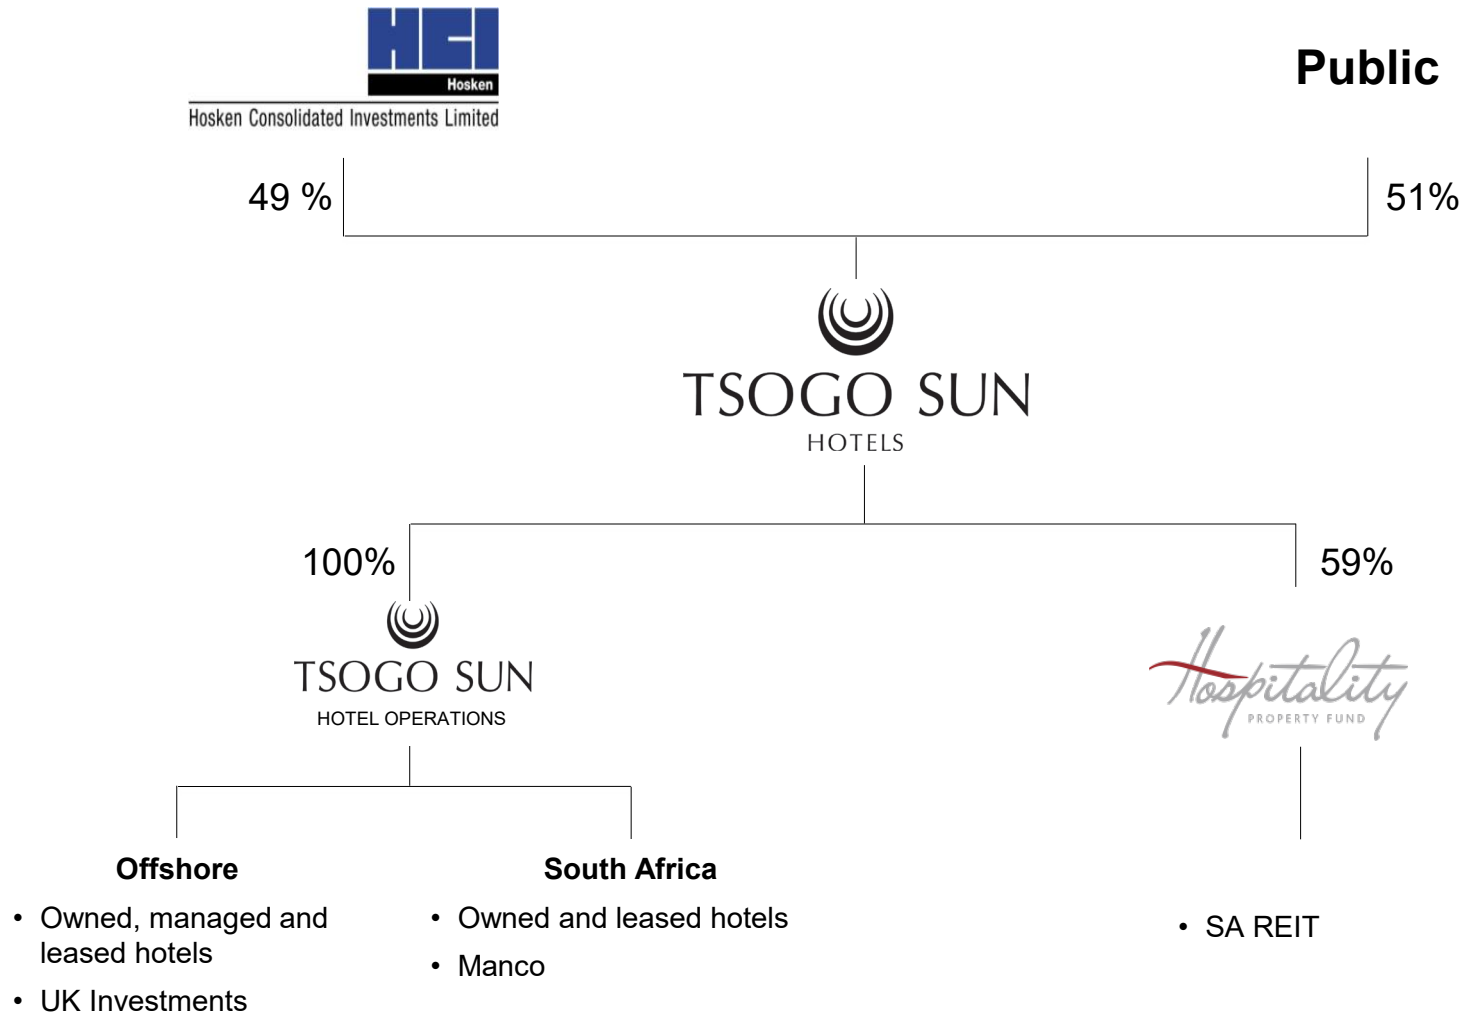 HCI
Hosken
Hosken Consolidated Investments Limited
Public
49 %
51%
TSOGO SUN
HOTELS
100%
59%
TSOGO SUN
HOTEL OPERATIONS
Hospitality
PROPERTY FUND
Offshore
• Owned, managed and
leased hotels
• UK Investments
South Africa
• Owned and leased hotels
• Manco
• SA REIT